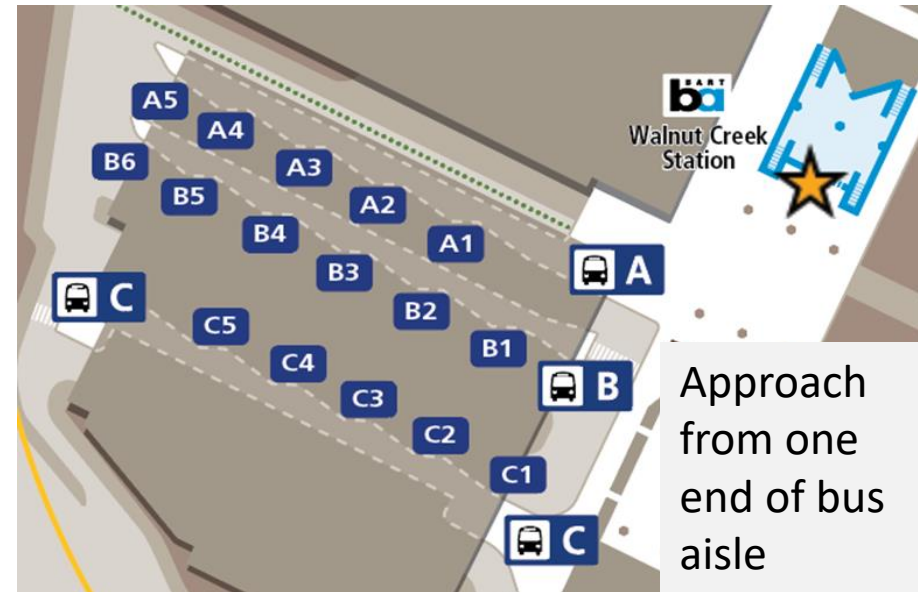 BART
ba
Walnut Creek
Station
A5
A4
A3
A2
A1
A
B6
B5
B4
B3
B2
B1
B
C
C5
C4
C3
C2
C1
C
Approach
from one
end of bus
aisle